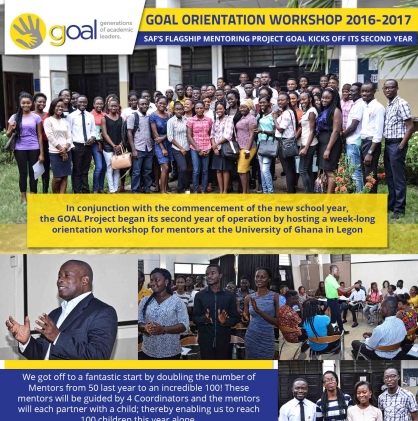 goal
generations
of academic
leaders.
GOAL ORIENTATION WORKSHOP 2016-2017
SAF'S FLAGSHIP MENTORING PROJECT GOAL KICKS OFF ITS SECOND YEAR
In conjunction with the commencement of the new school year,
the GOAL Project began its second year of operation by hosting a week-long
orientation workshop for mentors at the University of Ghana in Legon
We got off to a fantastic start by doubling the number of
Mentors from 50 last year to an incredible 100! These
mentors will be guided by 4 Coordinators and the mentors
will each partner with a child; thereby enabling us to reach
100 children this year alone